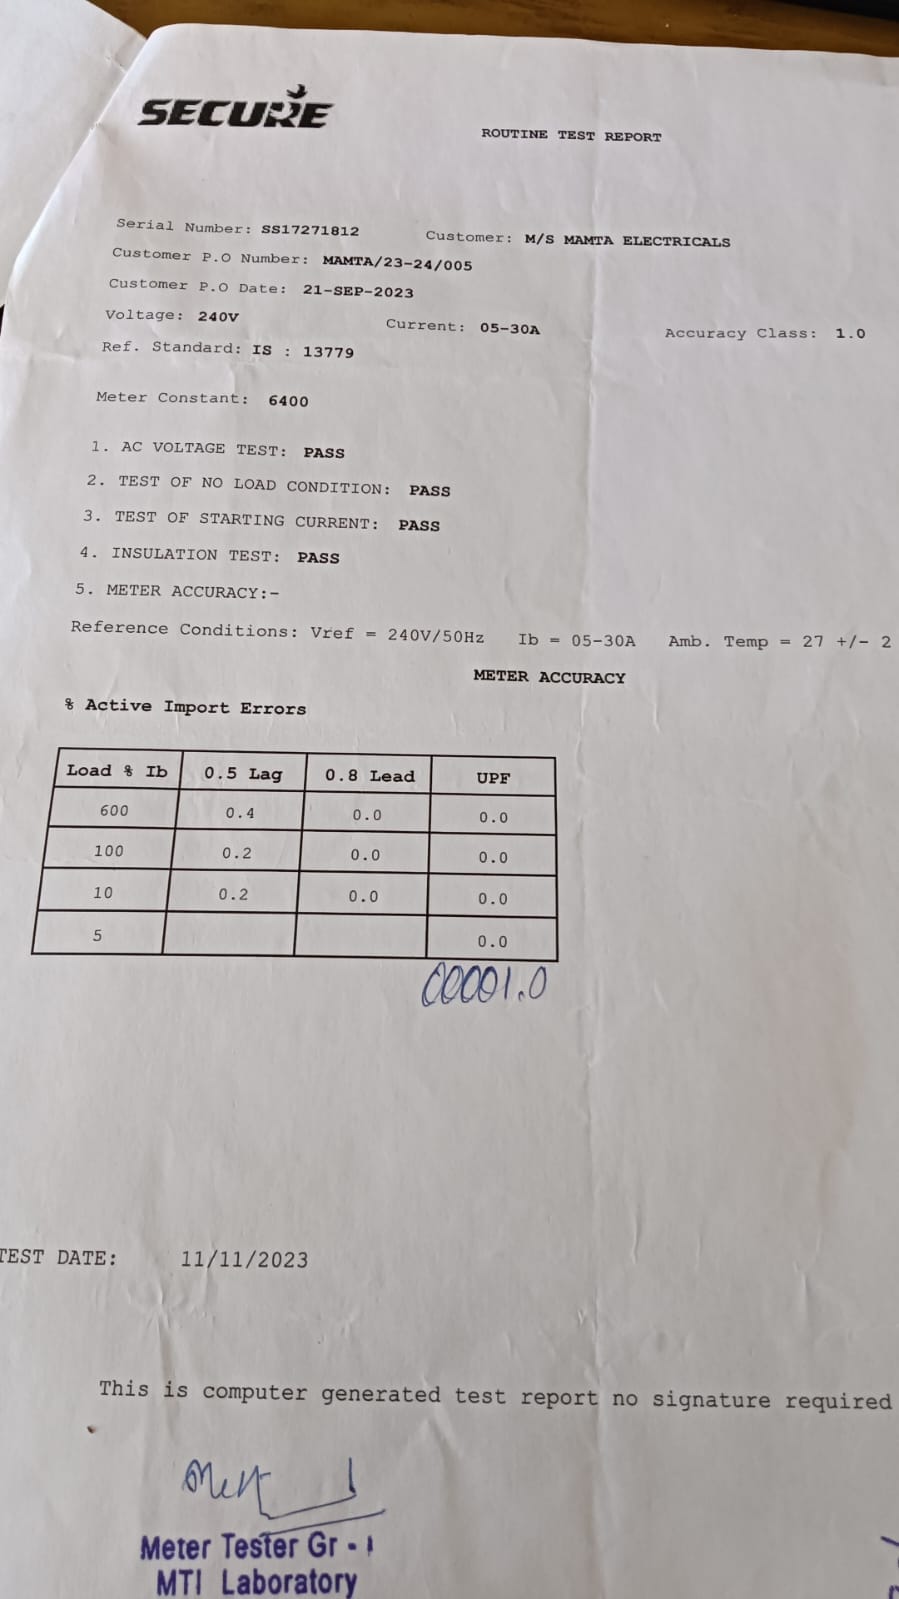 SECURE
ROUTINE TEST REPORT
Serial Number: SS17271812 Customer: M/S MAMTA ELECTRICALS
Customer P.O Number: MAMTA/23-24/005
Customer P.O Date: 21-SEP-2023
Voltage: 240V Current: 05-30A Accuracy Class: 1.0
Ref. Standard: IS : 13779
Meter Constant: 6400
1. AC VOLTAGE TEST: PASS
2. TEST OF NO LOAD CONDITION: PASS
3. TEST OF STARTING CURRENT: PASS
4. INSULATION TEST: PASS
5. METER ACCURACY:-
Reference Conditions: Vref = 240V/50Hz Ib = 05-30A Amb. Temp = 27 +/- 2
METER ACCURACY
% Active Import Errors
Load % Ib 0.5 Lag 0.8 Lead UPF
600 0.4 0.0 0.0
100 0.2 0.0 0.0
10 0.2 0.0 0.0
5 0.0
00001.0
TEST DATE: 11/11/2023
This is computer generated test report no signature required
Meter Tester Gr - I
MTI Laboratory